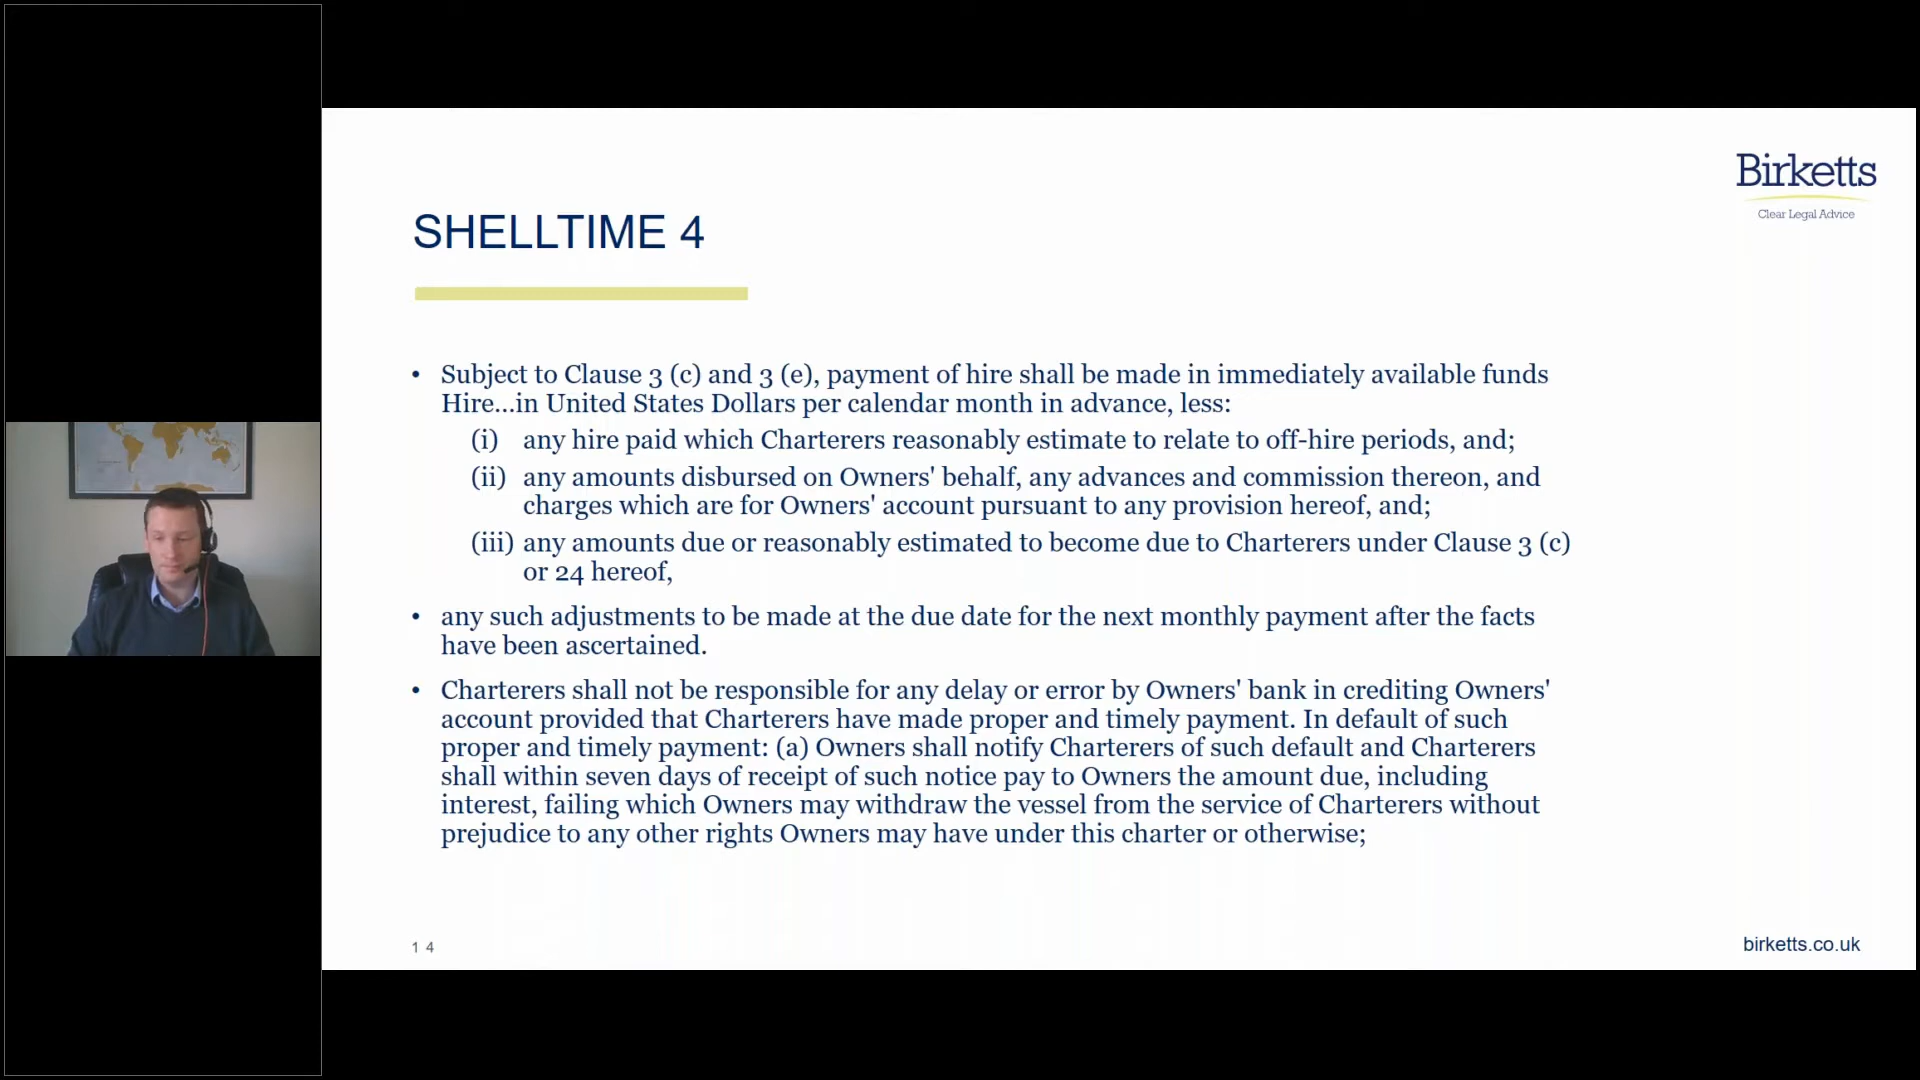 Birketts
Clear Legal Advice
SHELLTIME 4
• Subject to Clause 3 (c) and 3 (e), payment of hire shall be made in immediately available funds
Hire...in United States Dollars per calendar month in advance, less:
(i) any hire paid which Charterers reasonably estimate to relate to off-hire periods, and;
(ii) any amounts disbursed on Owners' behalf, any advances and commission thereon, and
charges which are for Owners' account pursuant to any provision hereof, and;
(iii) any amounts due or reasonably estimated to become due to Charterers under Clause 3 (c)
or 24 hereof,
• any such adjustments to be made at the due date for the next monthly payment after the facts
have been ascertained.
• Charterers shall not be responsible for any delay or error by Owners' bank in crediting Owners'
account provided that Charterers have made proper and timely payment. In default of such
proper and timely payment: (a) Owners shall notify Charterers of such default and Charterers
shall within seven days of receipt of such notice pay to Owners the amount due, including
interest, failing which Owners may withdraw the vessel from the service of Charterers without
prejudice to any other rights Owners may have under this charter or otherwise;
14
birketts.co.uk